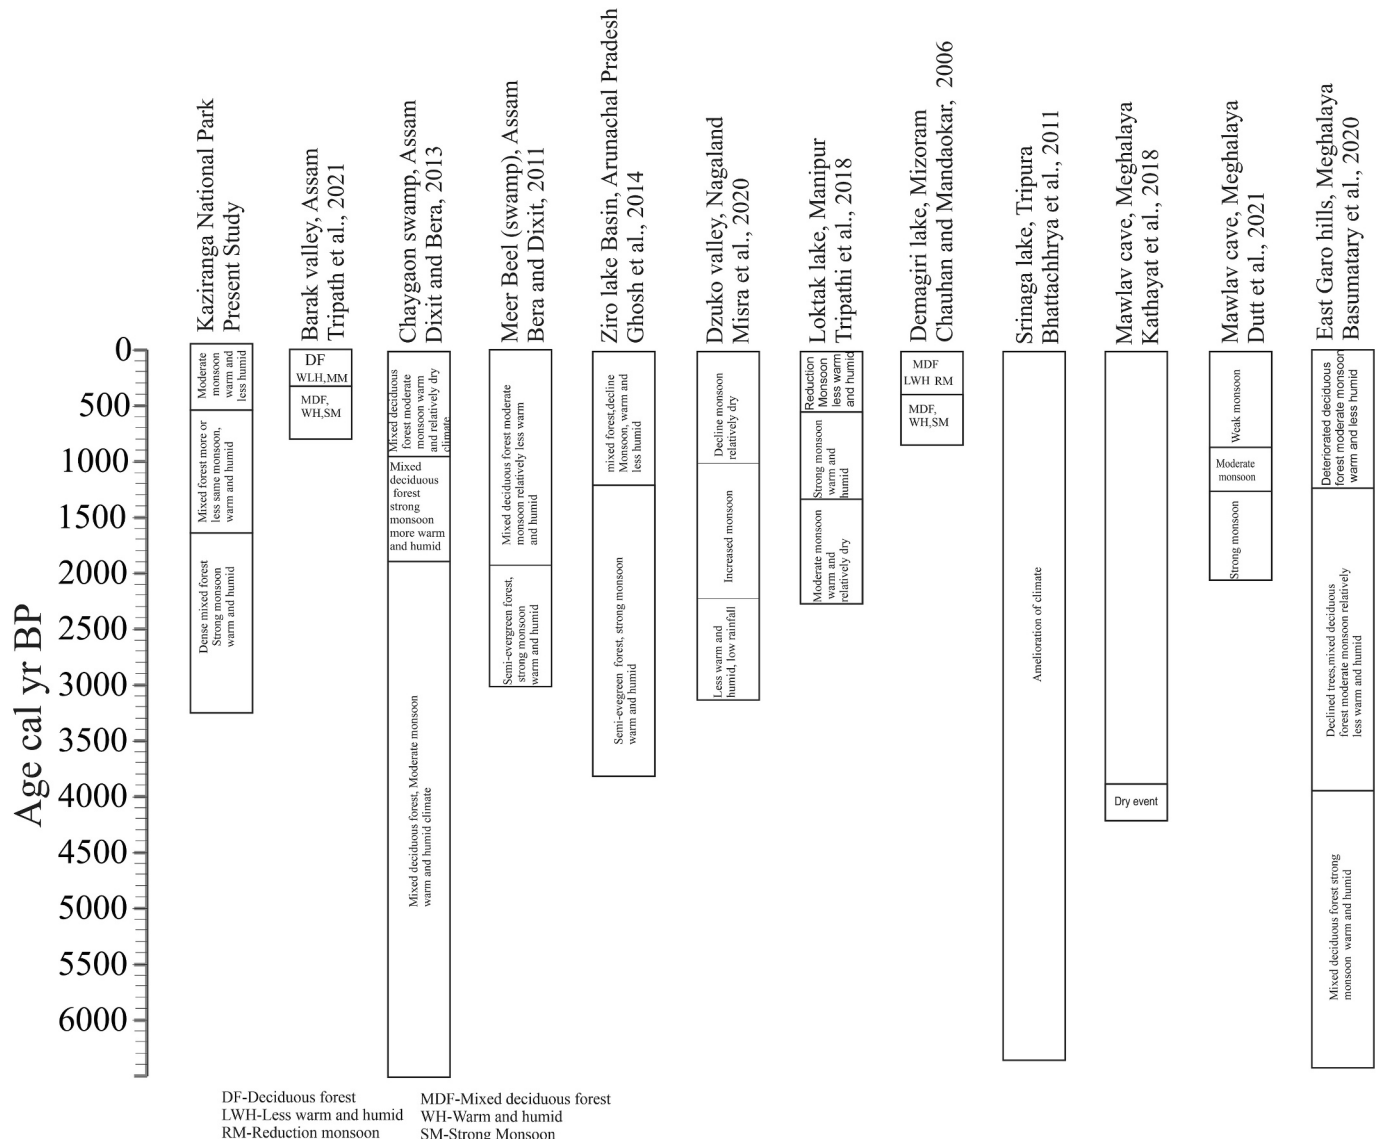 Kaziranga National Park
Present Study
Barak valley, Assam
Tripath et al., 2021
Chaygaon swamp, Assam
Dixit and Bera, 2013
Meer Beel (swamp), Assam
Bera and Dixit, 2011
Ziro lake Basin, Arunachal Pradesh
Ghosh et al., 2014
Dzuko valley, Nagaland
Misra et al., 2020
Loktak lake, Manipur
Tripathi et al., 2018
Demagiri lake, Mizoram
Chauhan and Mandaokar, 2006
Srinaga lake, Tripura
Bhattachhrya et al., 2011
Mawlav cave, Meghalaya
Kathayat et al., 2018
Mawlav cave, Meghalaya
Dutt et al., 2021
East Garo hills, Meghalaya
Basumatary et al., 2020
Age cal yr BP
0
500
1000
1500
2000
2500
3000
3500
4000
4500
5000
5500
6000
Moderate
monsoon
warm and
less humid
Mixed forest more or
less same monsoon,
warm and humid
Dense mixed forest
Strong monsoon
warm and humid
DF
WLH,MM
MDF,
WH,SM
Mixed deciduous
forest moderate
monsoon warm
and relatively dry
climate
Mixed
deciduous
forest
strong
monsoon
more warm
and humid
Mixed deciduous forest, Moderate monsoon
warm and humid climate
Mixed deciduous forest moderate
monsoon relatively less warm
and humid
Semi-evergreen forest,
strong monsoon
warm and humid
mixed forest,decline
Monsoon, warm and
less humid
Semi-evegreen forest, strong monsoon
warm and humid
Decline monsoon
relatively dry
Increased monsoon
Less warm and
humid, low rainfall
Reduction
Monsoon
less warm
and humid
Strong monsoon
warm and
humid
Moderate monsoon
warm and
relatively dry
MDF
LWH RM
MDF,
WH,SM
Amelioration of climate
Dry event
Weak monsoon
Moderate
monsoon
Strong monsoon
Deteriorated deciduous
forest moderate monsoon
warm and less humid
Declined trees,mixed deciduous
forest moderate monsoon relatively
less warm and humid
Mixed deciduous forest strong
monsoon warm and humid
DF-Deciduous forest
LWH-Less warm and humid
RM-Reduction monsoon
MDF-Mixed deciduous forest
WH-Warm and humid
SM-Strong Monsoon